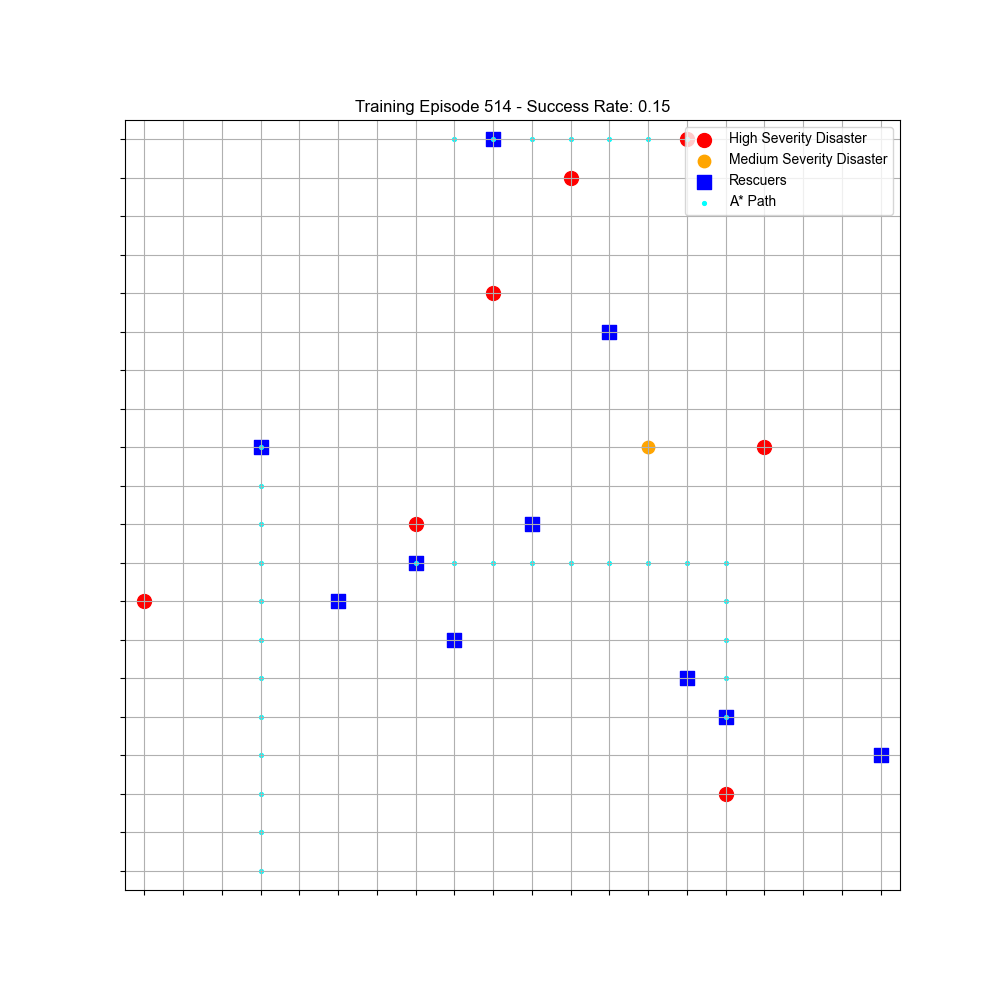 Training Episode 514 - Success Rate: 0.15
High Severity Disaster
Medium Severity Disaster
Rescuers
A* Path